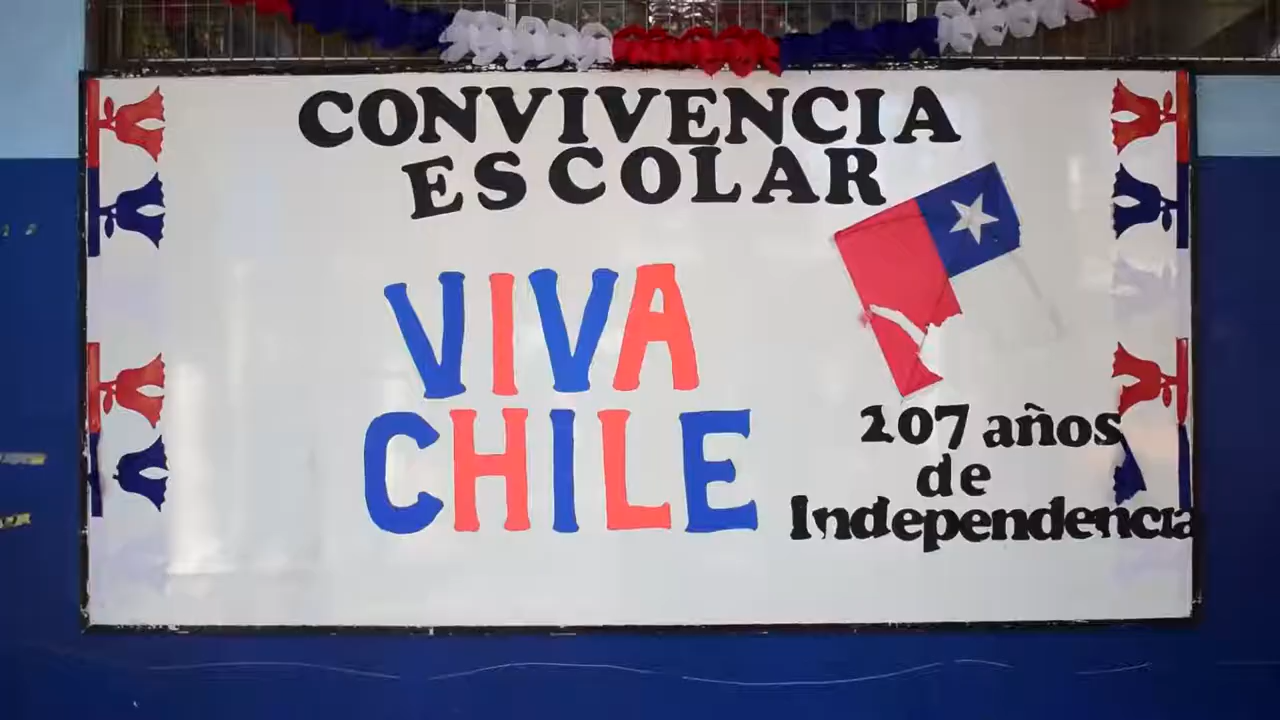 CONVIVENCIA
ESCOLAR
VIVA
CHILE
207 años
de
Independencia